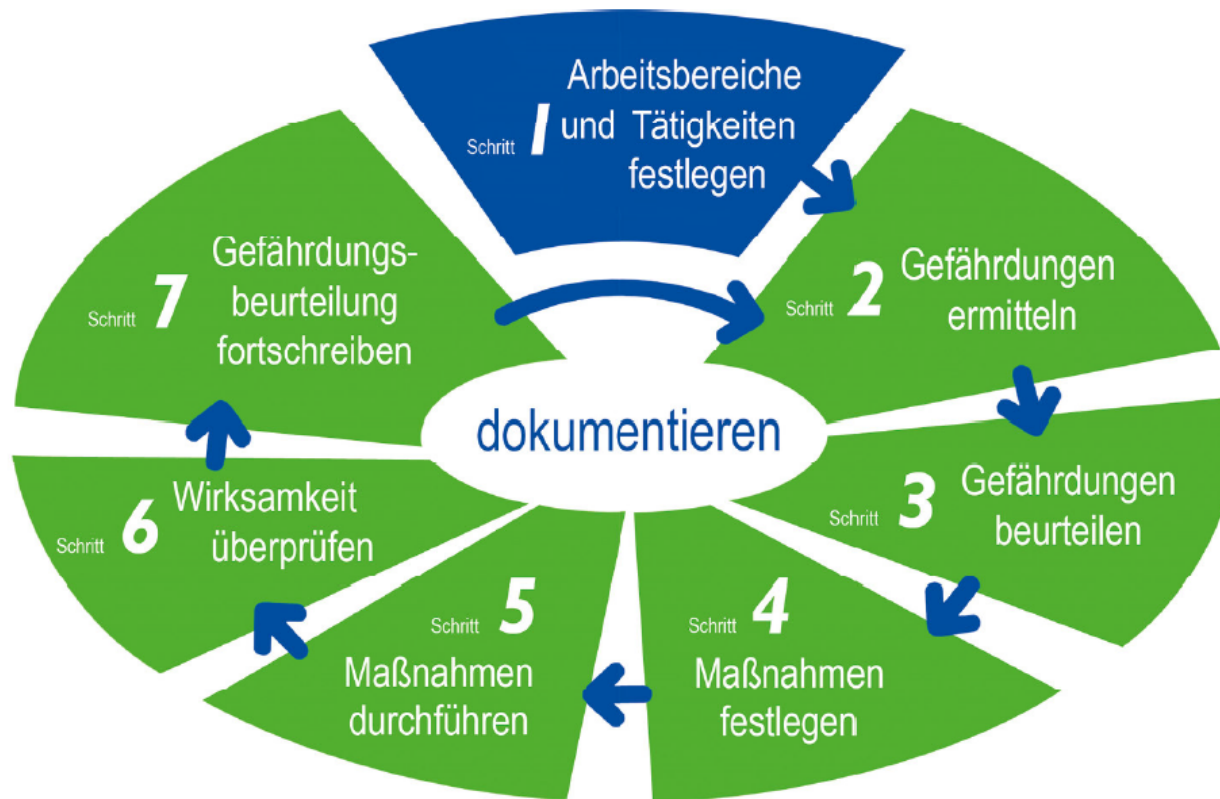 Arbeitsbereiche
Schritt 1 und Tätigkeiten
festlegen
Schritt 2 Gefährdungen
ermitteln
Schritt 3 Gefährdungen
beurteilen
Schritt 4
Maßnahmen
festlegen
Schritt 5
Maßnahmen
durchführen
Schritt 6 Wirksamkeit
überprüfen
Gefährdungs-
Schritt 7 beurteilung
fortschreiben
dokumentieren